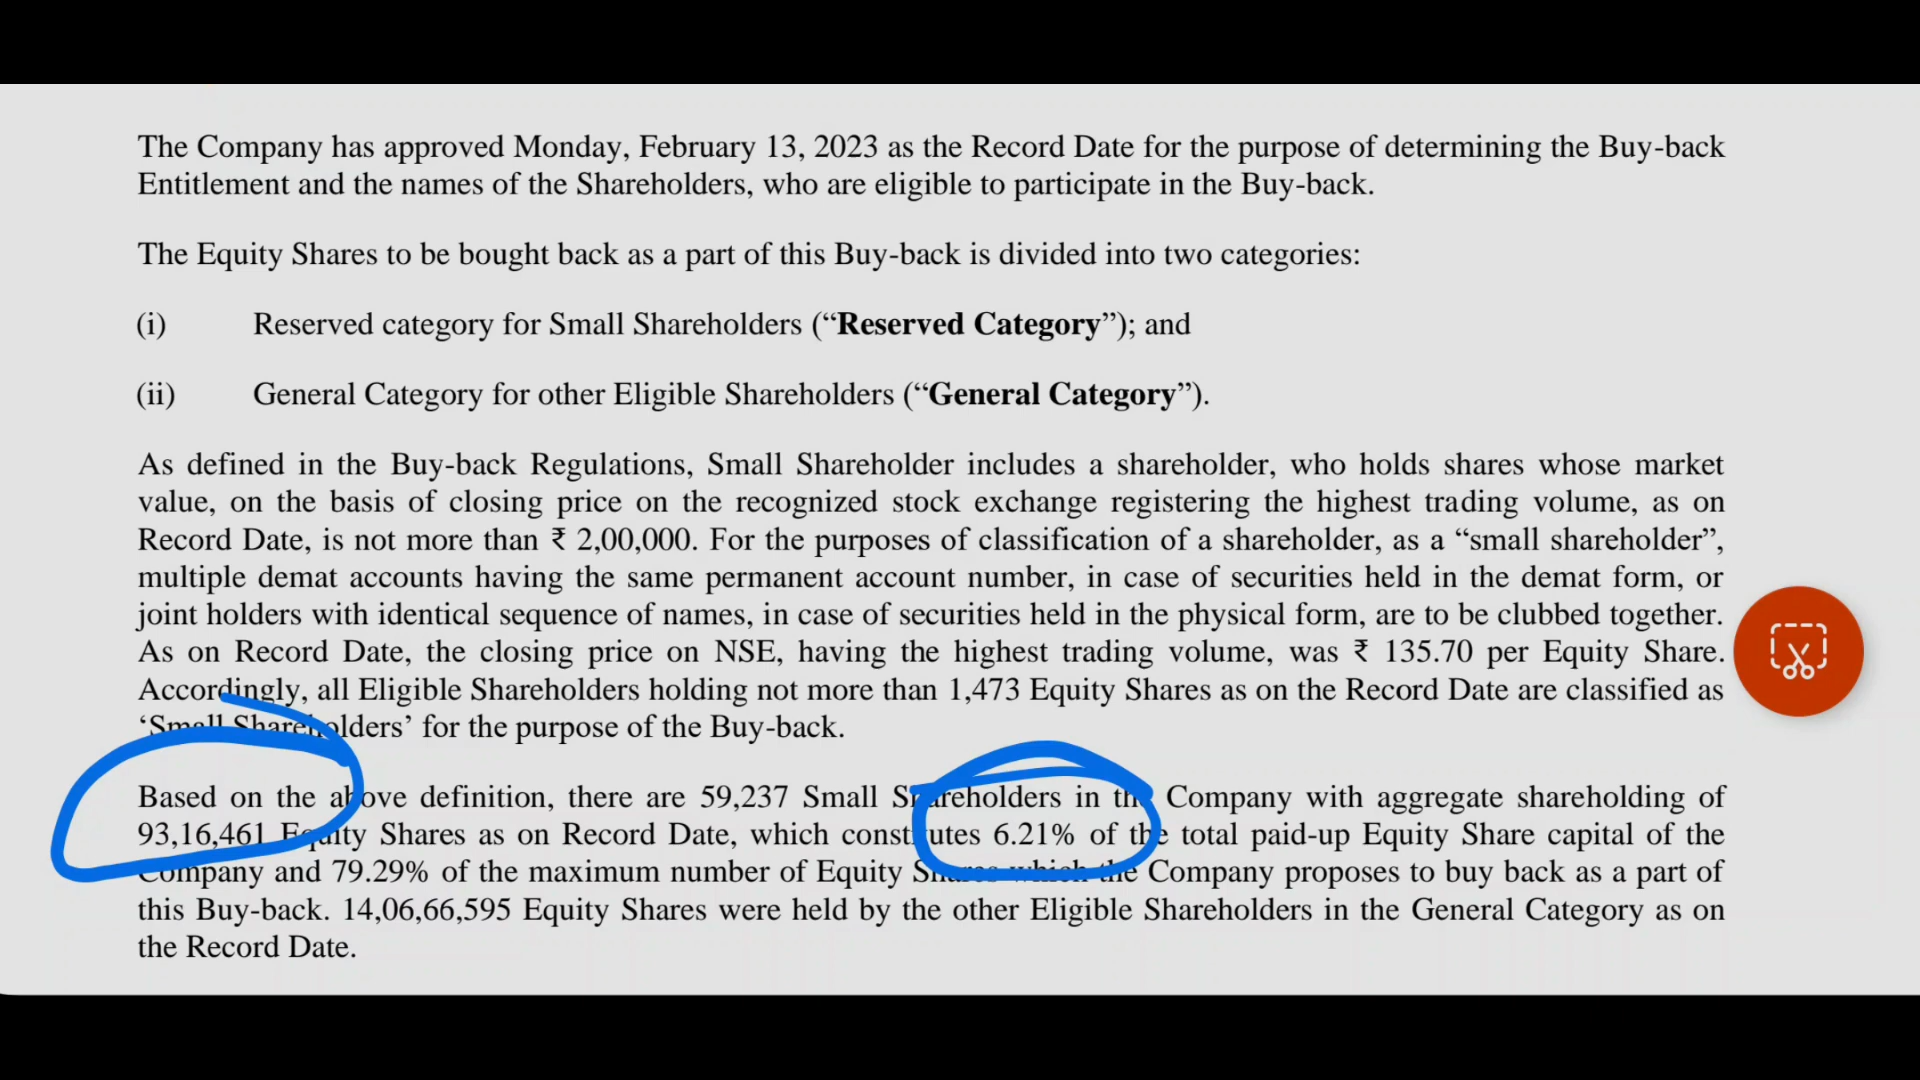 The Company has approved Monday, February 13, 2023 as the Record Date for the purpose of determining the Buy-back
Entitlement and the names of the Shareholders, who are eligible to participate in the Buy-back.
The Equity Shares to be bought back as a part of this Buy-back is divided into two categories:
(i) Reserved category for Small Shareholders (“Reserved Category”); and
(ii) General Category for other Eligible Shareholders (“General Category”).
As defined in the Buy-back Regulations, Small Shareholder includes a shareholder, who holds shares whose market
value, on the basis of closing price on the recognized stock exchange registering the highest trading volume, as on
Record Date, is not more than ₹ 2,00,000. For the purposes of classification of a shareholder, as a “small shareholder”,
multiple demat accounts having the same permanent account number, in case of securities held in the demat form, or
joint holders with identical sequence of names, in case of securities held in the physical form, are to be clubbed together.
As on Record Date, the closing price on NSE, having the highest trading volume, was ₹ 135.70 per Equity Share.
Accordingly, all Eligible Shareholders holding not more than 1,473 Equity Shares as on the Record Date are classified as
‘Small Shareholders’ for the purpose of the Buy-back.
Based on the above definition, there are 59,237 Small Shareholders in the Company with aggregate shareholding of
93,16,461 Equity Shares as on Record Date, which constitutes 6.21% of the total paid-up Equity Share capital of the
Company and 79.29% of the maximum number of Equity Shares which the Company proposes to buy back as a part of
this Buy-back. 14,06,66,595 Equity Shares were held by the other Eligible Shareholders in the General Category as on
the Record Date.